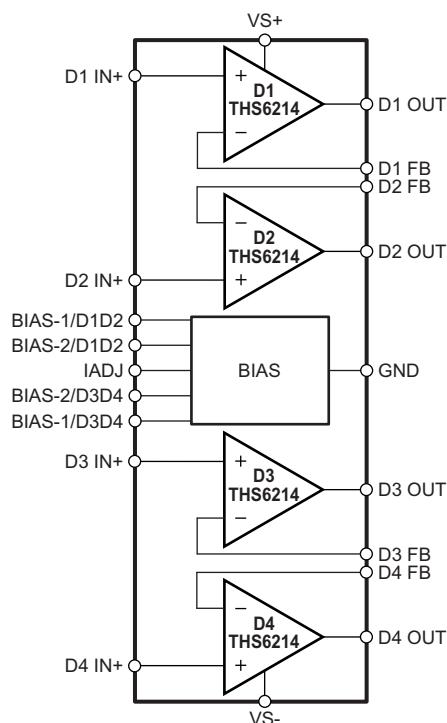 VS+
D1 IN+
+
D1
THS6214
D1 OUT
−
D1 FB
D2 FB
−
D2
THS6214
D2 OUT
D2 IN+
+
BIAS-1/D1D2
BIAS-2/D1D2
IADJ
BIAS
GND
BIAS-2/D3D4
BIAS-1/D3D4
D3 IN+
+
D3
THS6214
D3 OUT
−
D3 FB
D4 FB
−
D4
THS6214
D4 OUT
D4 IN+
+
VS-